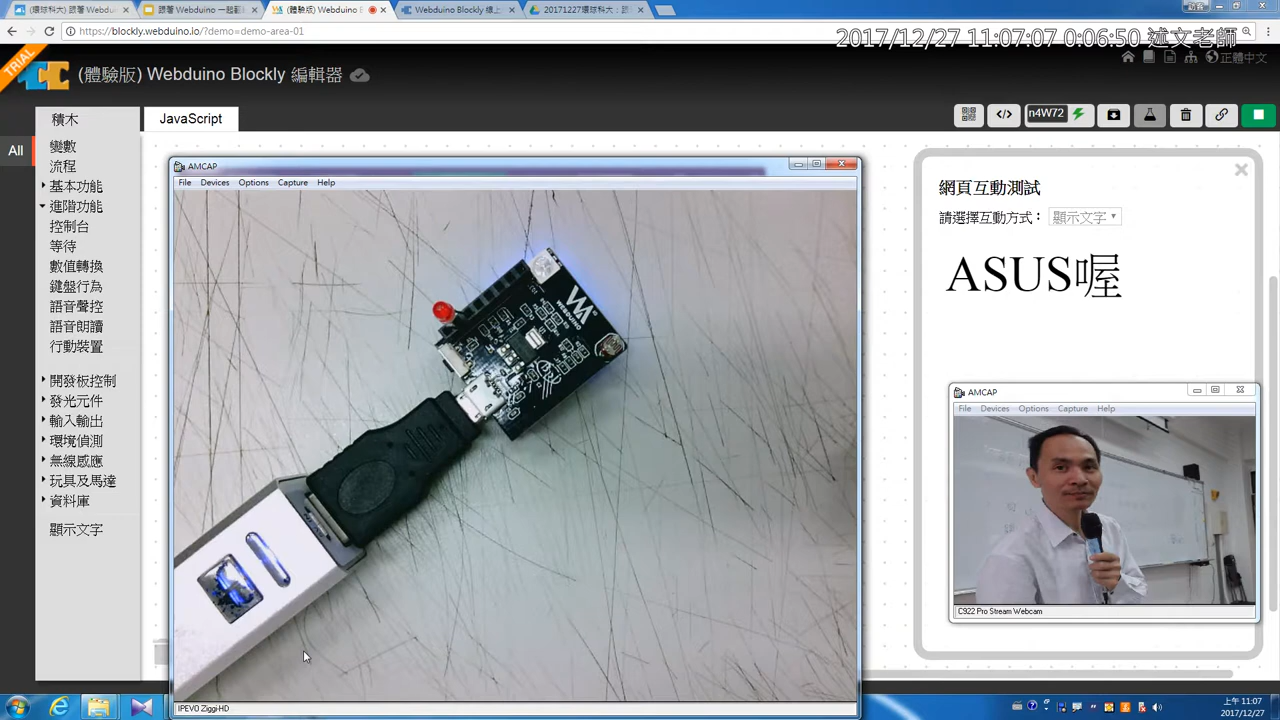 (環球科大) 跟著 Webduin
跟著 Webduino 一起翻
(體驗版) Webduino B
Webduino Blockly 線上
20171227環球科大：跟
訪客
https://blockly.webduino.io/?demo=demo-area-01
2017/12/27 11:07:07 0:06:50 述文老師
TRIAL
(體驗版) Webduino Blockly 編輯器
正體中文
積木
JavaScript
n4W72
All
變數
流程
基本功能
進階功能
控制台
等待
數值轉換
鍵盤行為
語音聲控
語音朗讀
行動裝置
開發板控制
發光元件
輸入輸出
環境偵測
無線感應
玩具及馬達
資料庫
顯示文字
AMCAP
File Devices Options Capture Help
WEBDUINO
IPEVO Ziggi-HD
網頁互動測試
請選擇互動方式： 顯示文字
ASUS喔
AMCAP
File Devices Options Capture Help
C922 Pro Stream Webcam
上午 11:07
2017/12/27